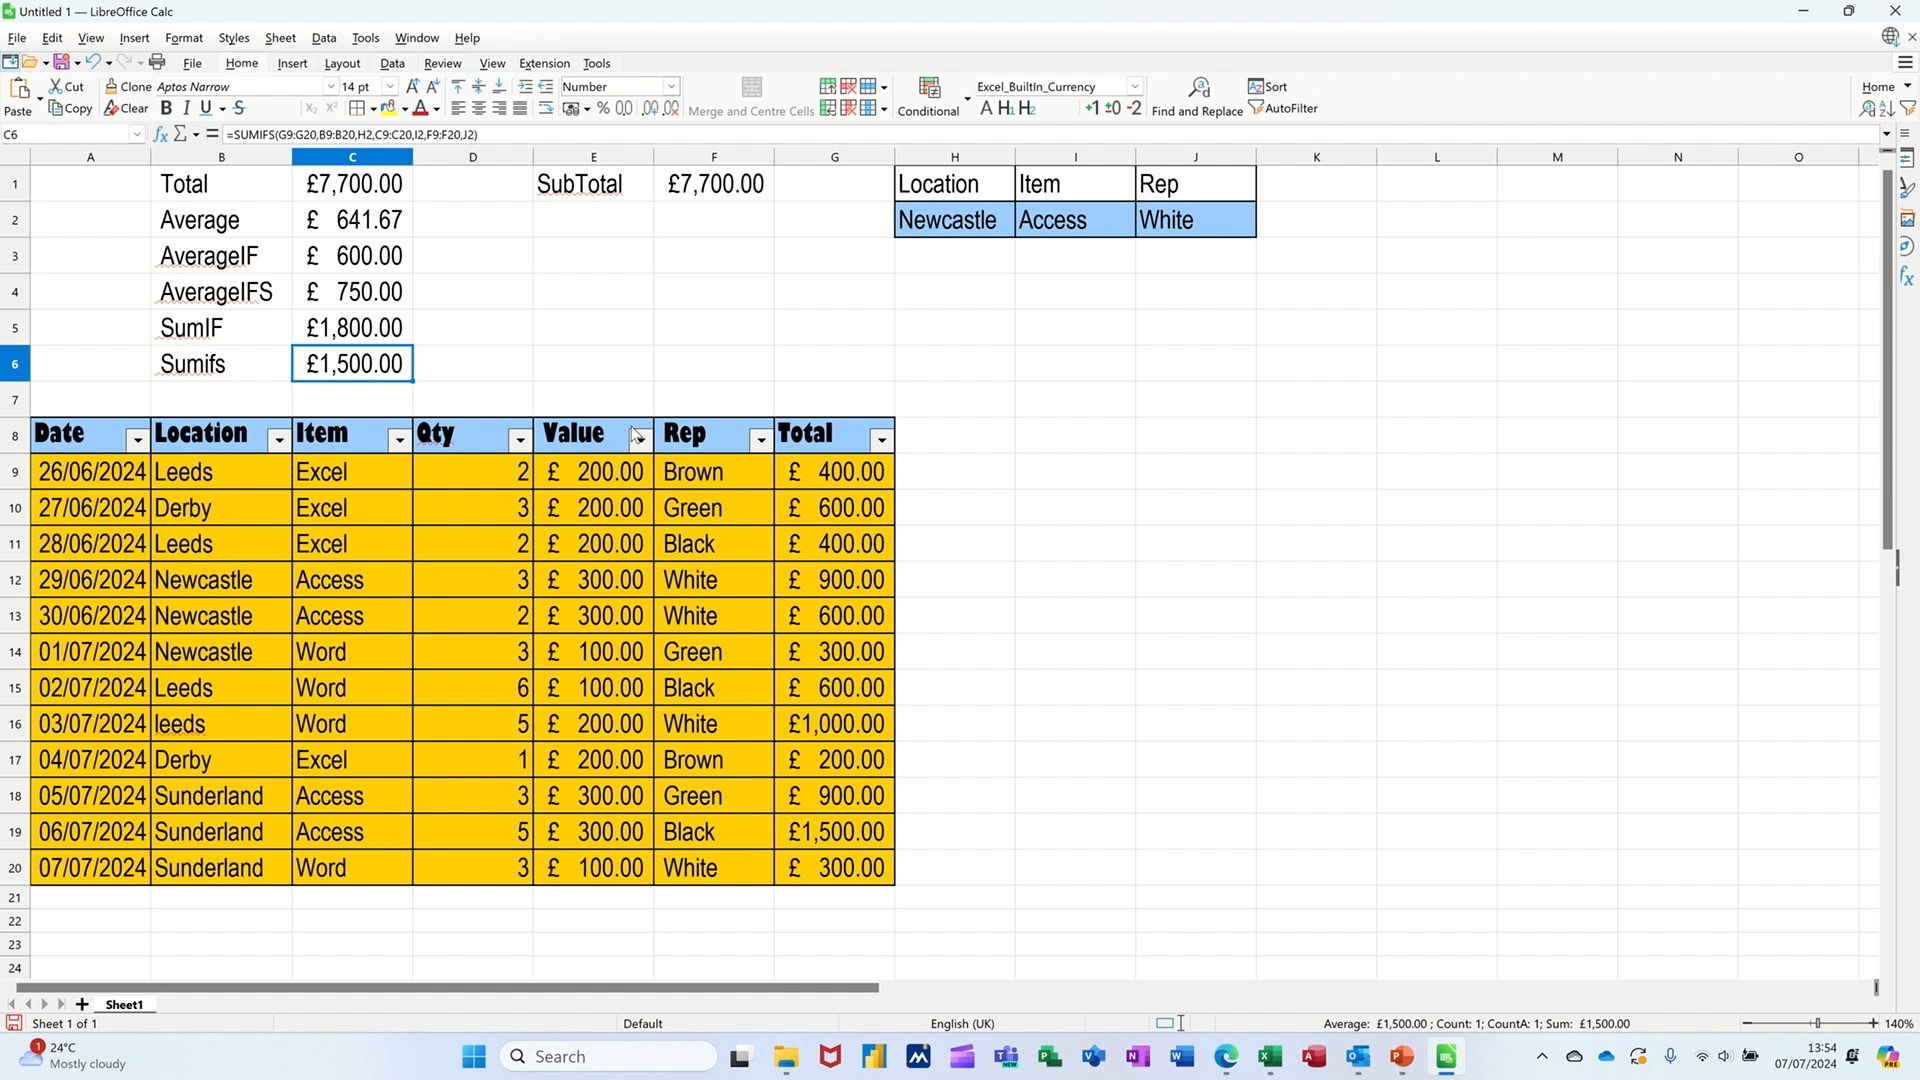 Untitled 1 — LibreOffice Calc
File Edit View Insert Format Styles Sheet Data Tools Window Help
File Home Insert Layout Data Review View Extension Tools
Cut Clone Aptos Narrow 14 pt Number Excel_BuiltIn_Currency Sort Home
Paste Copy Clear B I U S Merge and Centre Cells Conditional A H1 H2 +1 ±0 -2 Find and Replace AutoFilter
C6 =SUMIFS(G9:G20,B9:B20,H2,C9:C20,I2,F9:F20,J2)
A B C D E F G H I J K L M N O
1 Total £7,700.00 SubTotal £7,700.00 Location Item Rep
2 Average £ 641.67 Newcastle Access White
3 AverageIF £ 600.00
4 AverageIFS £ 750.00
5 SumIF £1,800.00
6 Sumifs £1,500.00
7
8 Date Location Item Qty Value Rep Total
9 26/06/2024 Leeds Excel 2 £ 200.00 Brown £ 400.00
10 27/06/2024 Derby Excel 3 £ 200.00 Green £ 600.00
11 28/06/2024 Leeds Excel 2 £ 200.00 Black £ 400.00
12 29/06/2024 Newcastle Access 3 £ 300.00 White £ 900.00
13 30/06/2024 Newcastle Access 2 £ 300.00 White £ 600.00
14 01/07/2024 Newcastle Word 3 £ 100.00 Green £ 300.00
15 02/07/2024 Leeds Word 6 £ 100.00 Black £ 600.00
16 03/07/2024 leeds Word 5 £ 200.00 White £1,000.00
17 04/07/2024 Derby Excel 1 £ 200.00 Brown £ 200.00
18 05/07/2024 Sunderland Access 3 £ 300.00 Green £ 900.00
19 06/07/2024 Sunderland Access 5 £ 300.00 Black £1,500.00
20 07/07/2024 Sunderland Word 3 £ 100.00 White £ 300.00
21
22
23
24
Sheet1
Sheet 1 of 1 Default English (UK) Average: £1,500.00 ; Count: 1; CountA: 1; Sum: £1,500.00 140%
1 24°C Search 13:54
Mostly cloudy 07/07/2024